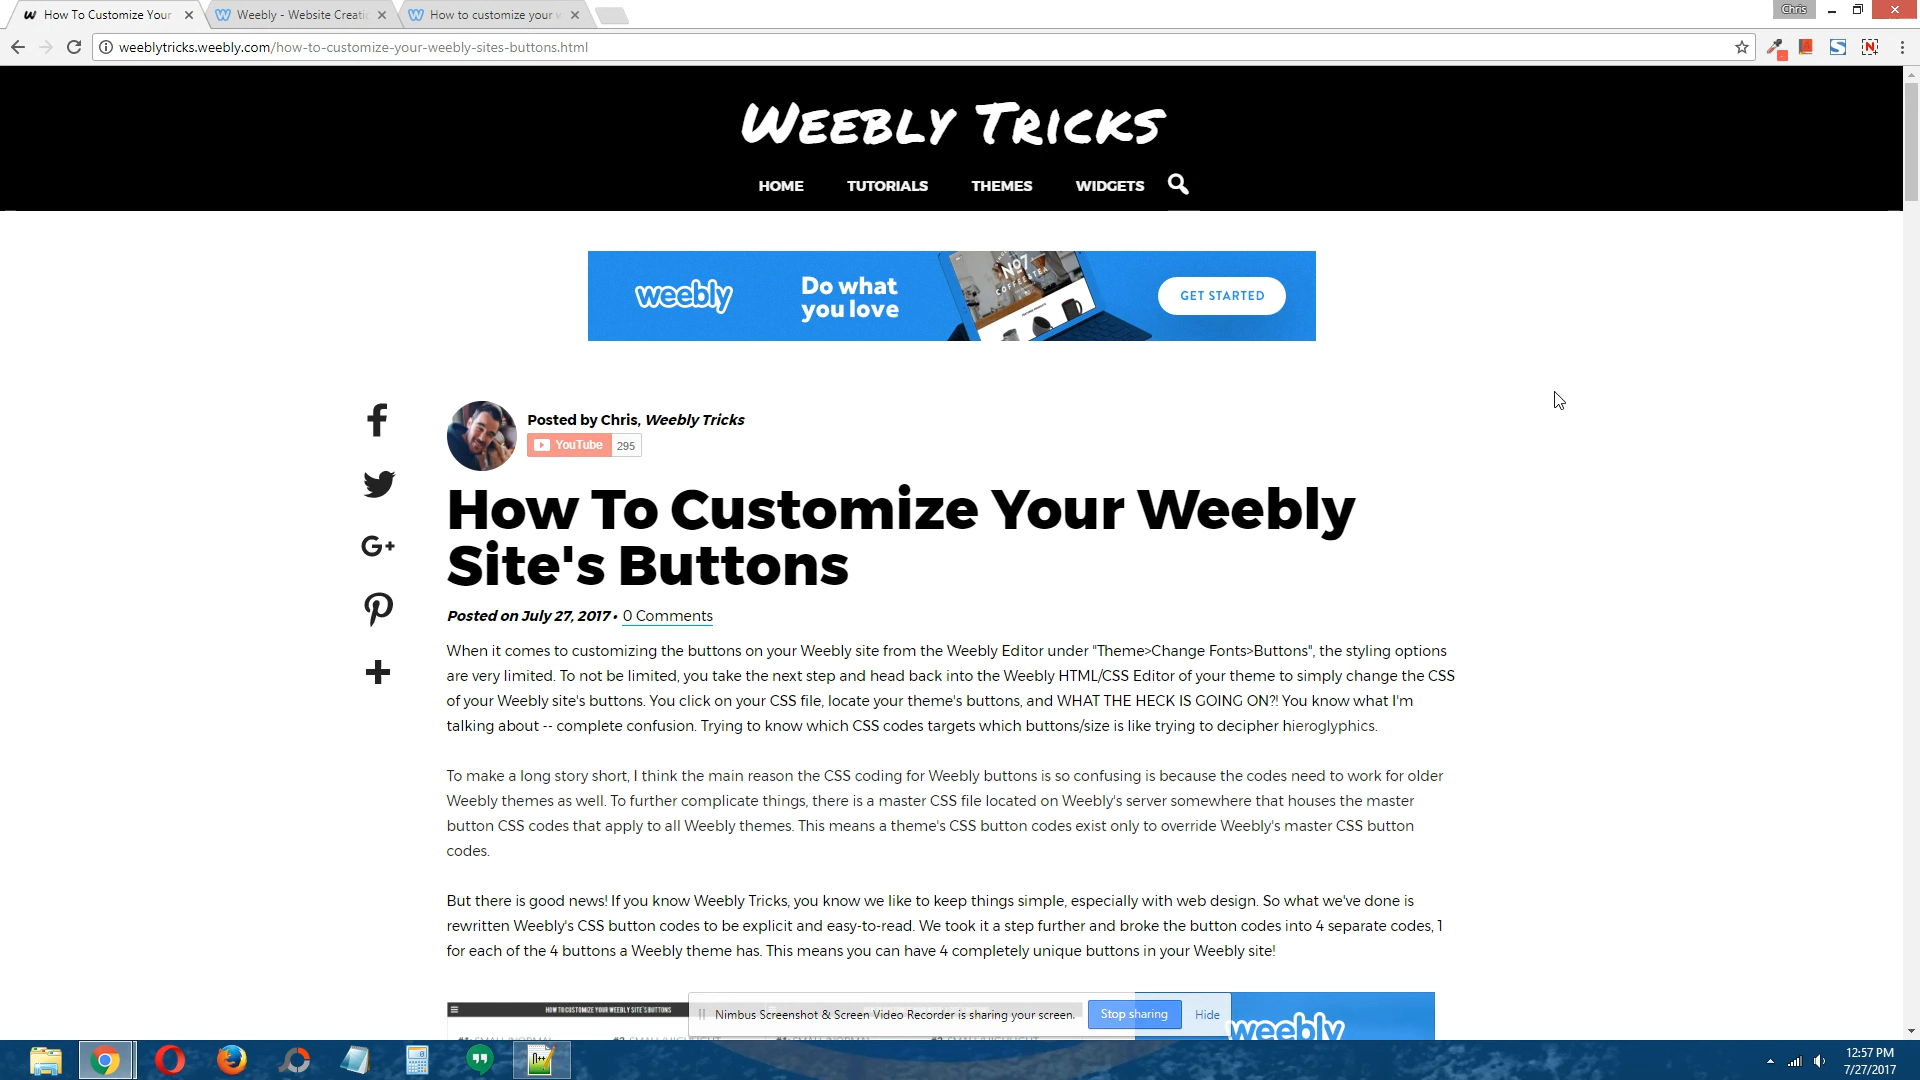 How To Customize Your
Weebly - Website Creati
How to customize your
Chris
weeblytricks.weebly.com/how-to-customize-your-weebly-sites-buttons.html
Weebly Tricks
HOME TUTORIALS THEMES WIDGETS
weebly
Do what
you love
No7
COFFEE & TEA
GET STARTED
Posted by Chris, Weebly Tricks
YouTube 295
How To Customize Your Weebly
Site's Buttons
Posted on July 27, 2017 • 0 Comments
When it comes to customizing the buttons on your Weebly site from the Weebly Editor under "Theme>Change Fonts>Buttons", the styling options
are very limited. To not be limited, you take the next step and head back into the Weebly HTML/CSS Editor of your theme to simply change the CSS
of your Weebly site's buttons. You click on your CSS file, locate your theme's buttons, and WHAT THE HECK IS GOING ON?! You know what I'm
talking about -- complete confusion. Trying to know which CSS codes targets which buttons/size is like trying to decipher hieroglyphics.
To make a long story short, I think the main reason the CSS coding for Weebly buttons is so confusing is because the codes need to work for older
Weebly themes as well. To further complicate things, there is a master CSS file located on Weebly's server somewhere that houses the master
button CSS codes that apply to all Weebly themes. This means a theme's CSS button codes exist only to override Weebly's master CSS button
codes.
But there is good news! If you know Weebly Tricks, you know we like to keep things simple, especially with web design. So what we've done is
rewritten Weebly's CSS button codes to be explicit and easy-to-read. We took it a step further and broke the button codes into 4 separate codes, 1
for each of the 4 buttons a Weebly theme has. This means you can have 4 completely unique buttons in your Weebly site!
HOW TO CUSTOMIZE YOUR WEEBLY SITE'S BUTTONS
Nimbus Screenshot & Screen Video Recorder is sharing your screen. Stop sharing Hide
weebly
12:57 PM
7/27/2017